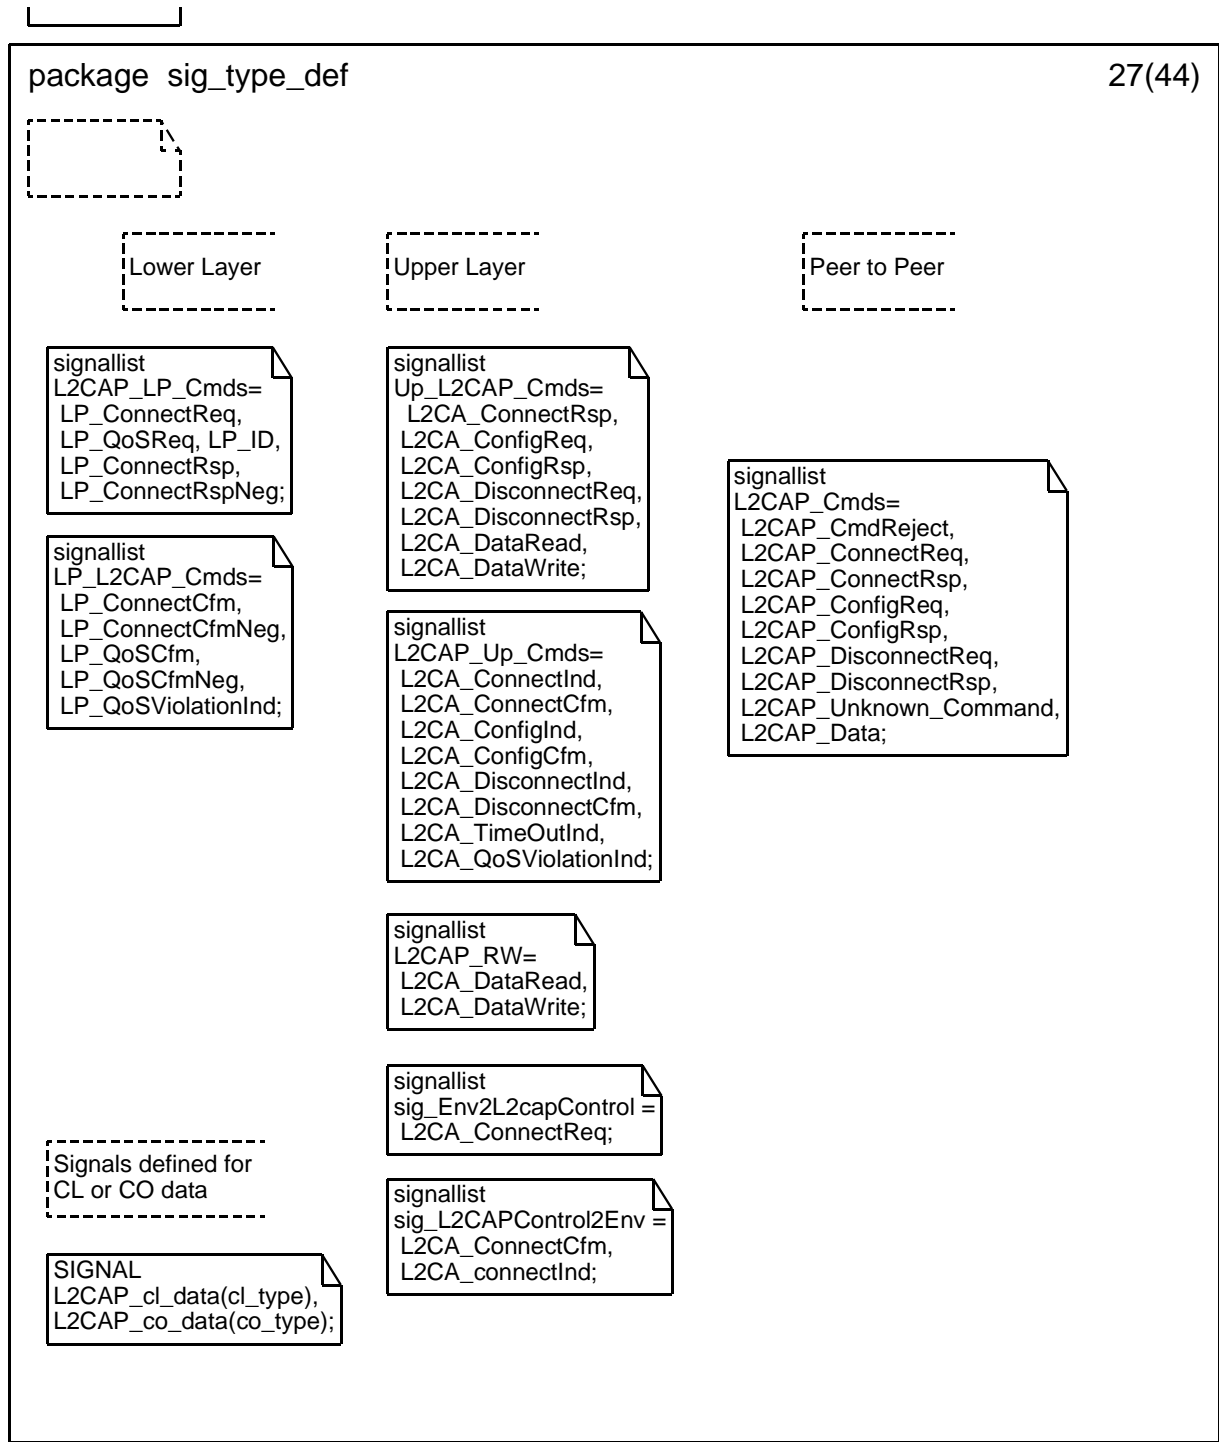 package sig_type_def
27(44)
Lower Layer
Upper Layer
Peer to Peer
signallist
L2CAP_LP_Cmds=
LP_ConnectReq,
LP_QoSReq, LP_ID,
LP_ConnectRsp,
LP_ConnectRspNeg;
signallist
LP_L2CAP_Cmds=
LP_ConnectCfm,
LP_ConnectCfmNeg,
LP_QoSCfm,
LP_QoSCfmNeg,
LP_QoSViolationInd;
signallist
Up_L2CAP_Cmds=
L2CA_ConnectRsp,
L2CA_ConfigReq,
L2CA_ConfigRsp,
L2CA_DisconnectReq,
L2CA_DisconnectRsp,
L2CA_DataRead,
L2CA_DataWrite;
signallist
L2CAP_Up_Cmds=
L2CA_ConnectInd,
L2CA_ConnectCfm,
L2CA_ConfigInd,
L2CA_ConfigCfm,
L2CA_DisconnectInd,
L2CA_DisconnectCfm,
L2CA_TimeOutInd,
L2CA_QoSViolationInd;
signallist
L2CAP_RW=
L2CA_DataRead,
L2CA_DataWrite;
signallist
sig_Env2L2capControl =
L2CA_ConnectReq;
signallist
sig_L2CAPControl2Env =
L2CA_ConnectCfm,
L2CA_connectInd;
signallist
L2CAP_Cmds=
L2CAP_CmdReject,
L2CAP_ConnectReq,
L2CAP_ConnectRsp,
L2CAP_ConfigReq,
L2CAP_ConfigRsp,
L2CAP_DisconnectReq,
L2CAP_DisconnectRsp,
L2CAP_Unknown_Command,
L2CAP_Data;
Signals defined for
CL or CO data
SIGNAL
L2CAP_cl_data(cl_type),
L2CAP_co_data(co_type);